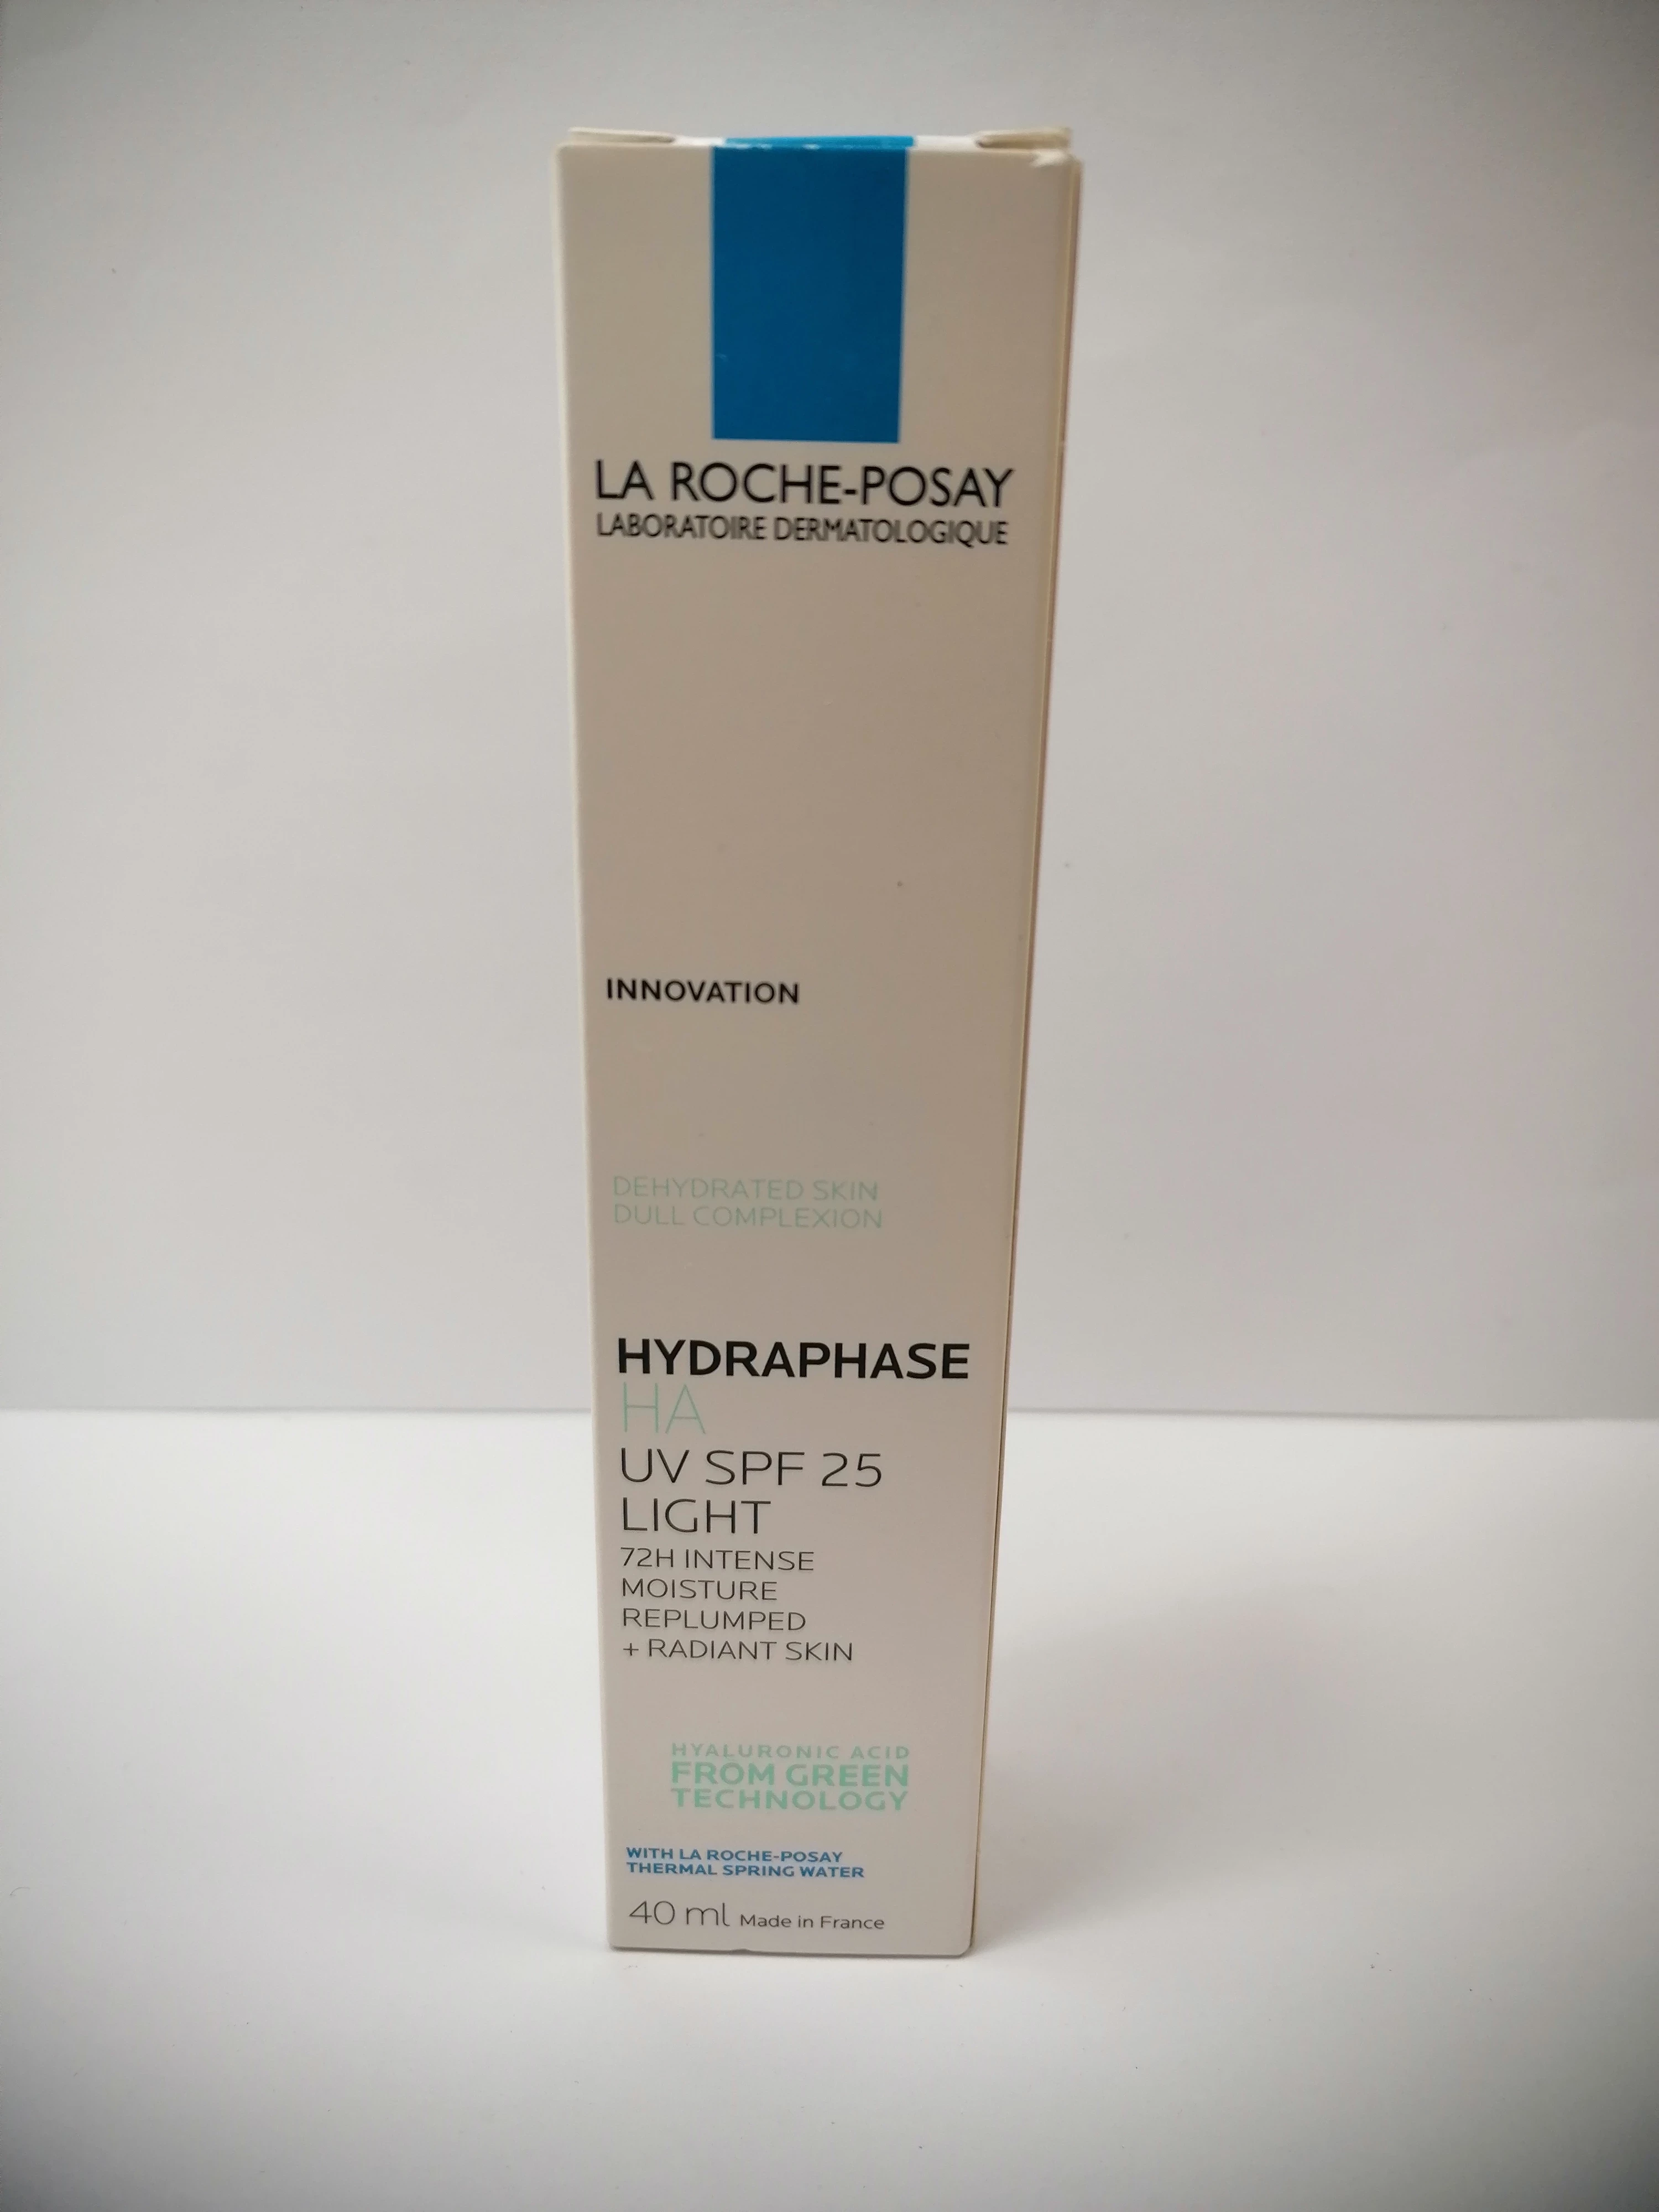 LA ROCHE-POSAY
LABORATOIRE DERMATOLOGIQUE
INNOVATION
DEHYDRATED SKIN
DULL COMPLEXION
HYDRAPHASE
HA
UV SPF 25
LIGHT
72H INTENSE
MOISTURE
REPLUMPED
+ RADIANT SKIN
HYALURONIC ACID
FROM GREEN
TECHNOLOGY
WITH LA ROCHE-POSAY
THERMAL SPRING WATER
40 ml Made in France